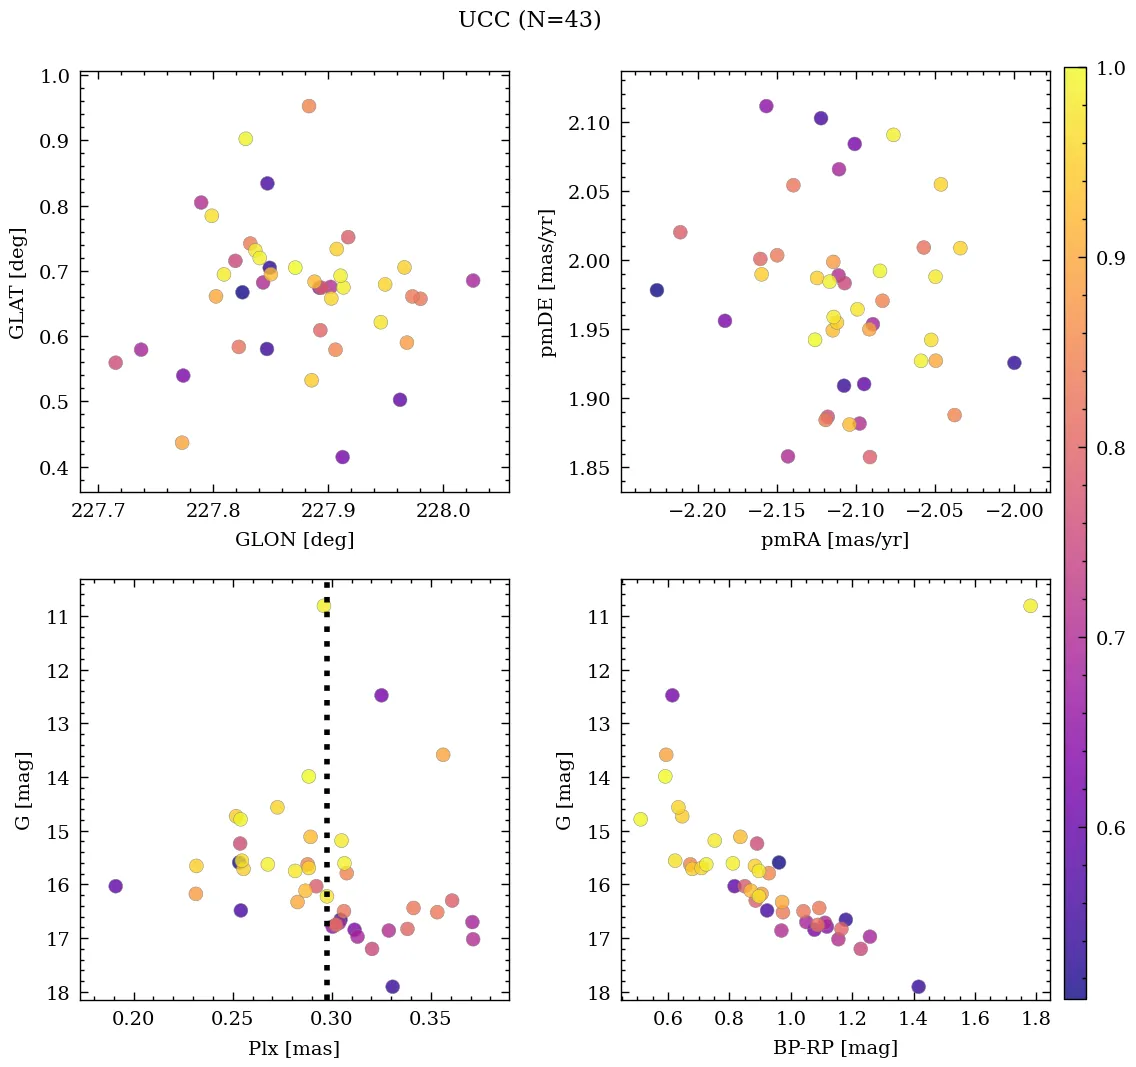 UCC (N=43)
1.0
0.9
0.8
0.7
0.6
0.5
0.4
GLAT [deg]
227.7 227.8 227.9 228.0
GLON [deg]
2.10
2.05
2.00
1.95
1.90
1.85
pmDE [mas/yr]
−2.20 −2.15 −2.10 −2.05 −2.00
pmRA [mas/yr]
1.0
0.9
0.8
0.7
0.6
11
12
13
14
15
16
17
18
G [mag]
0.20 0.25 0.30 0.35
Plx [mas]
11
12
13
14
15
16
17
18
G [mag]
0.6 0.8 1.0 1.2 1.4 1.6 1.8
BP-RP [mag]